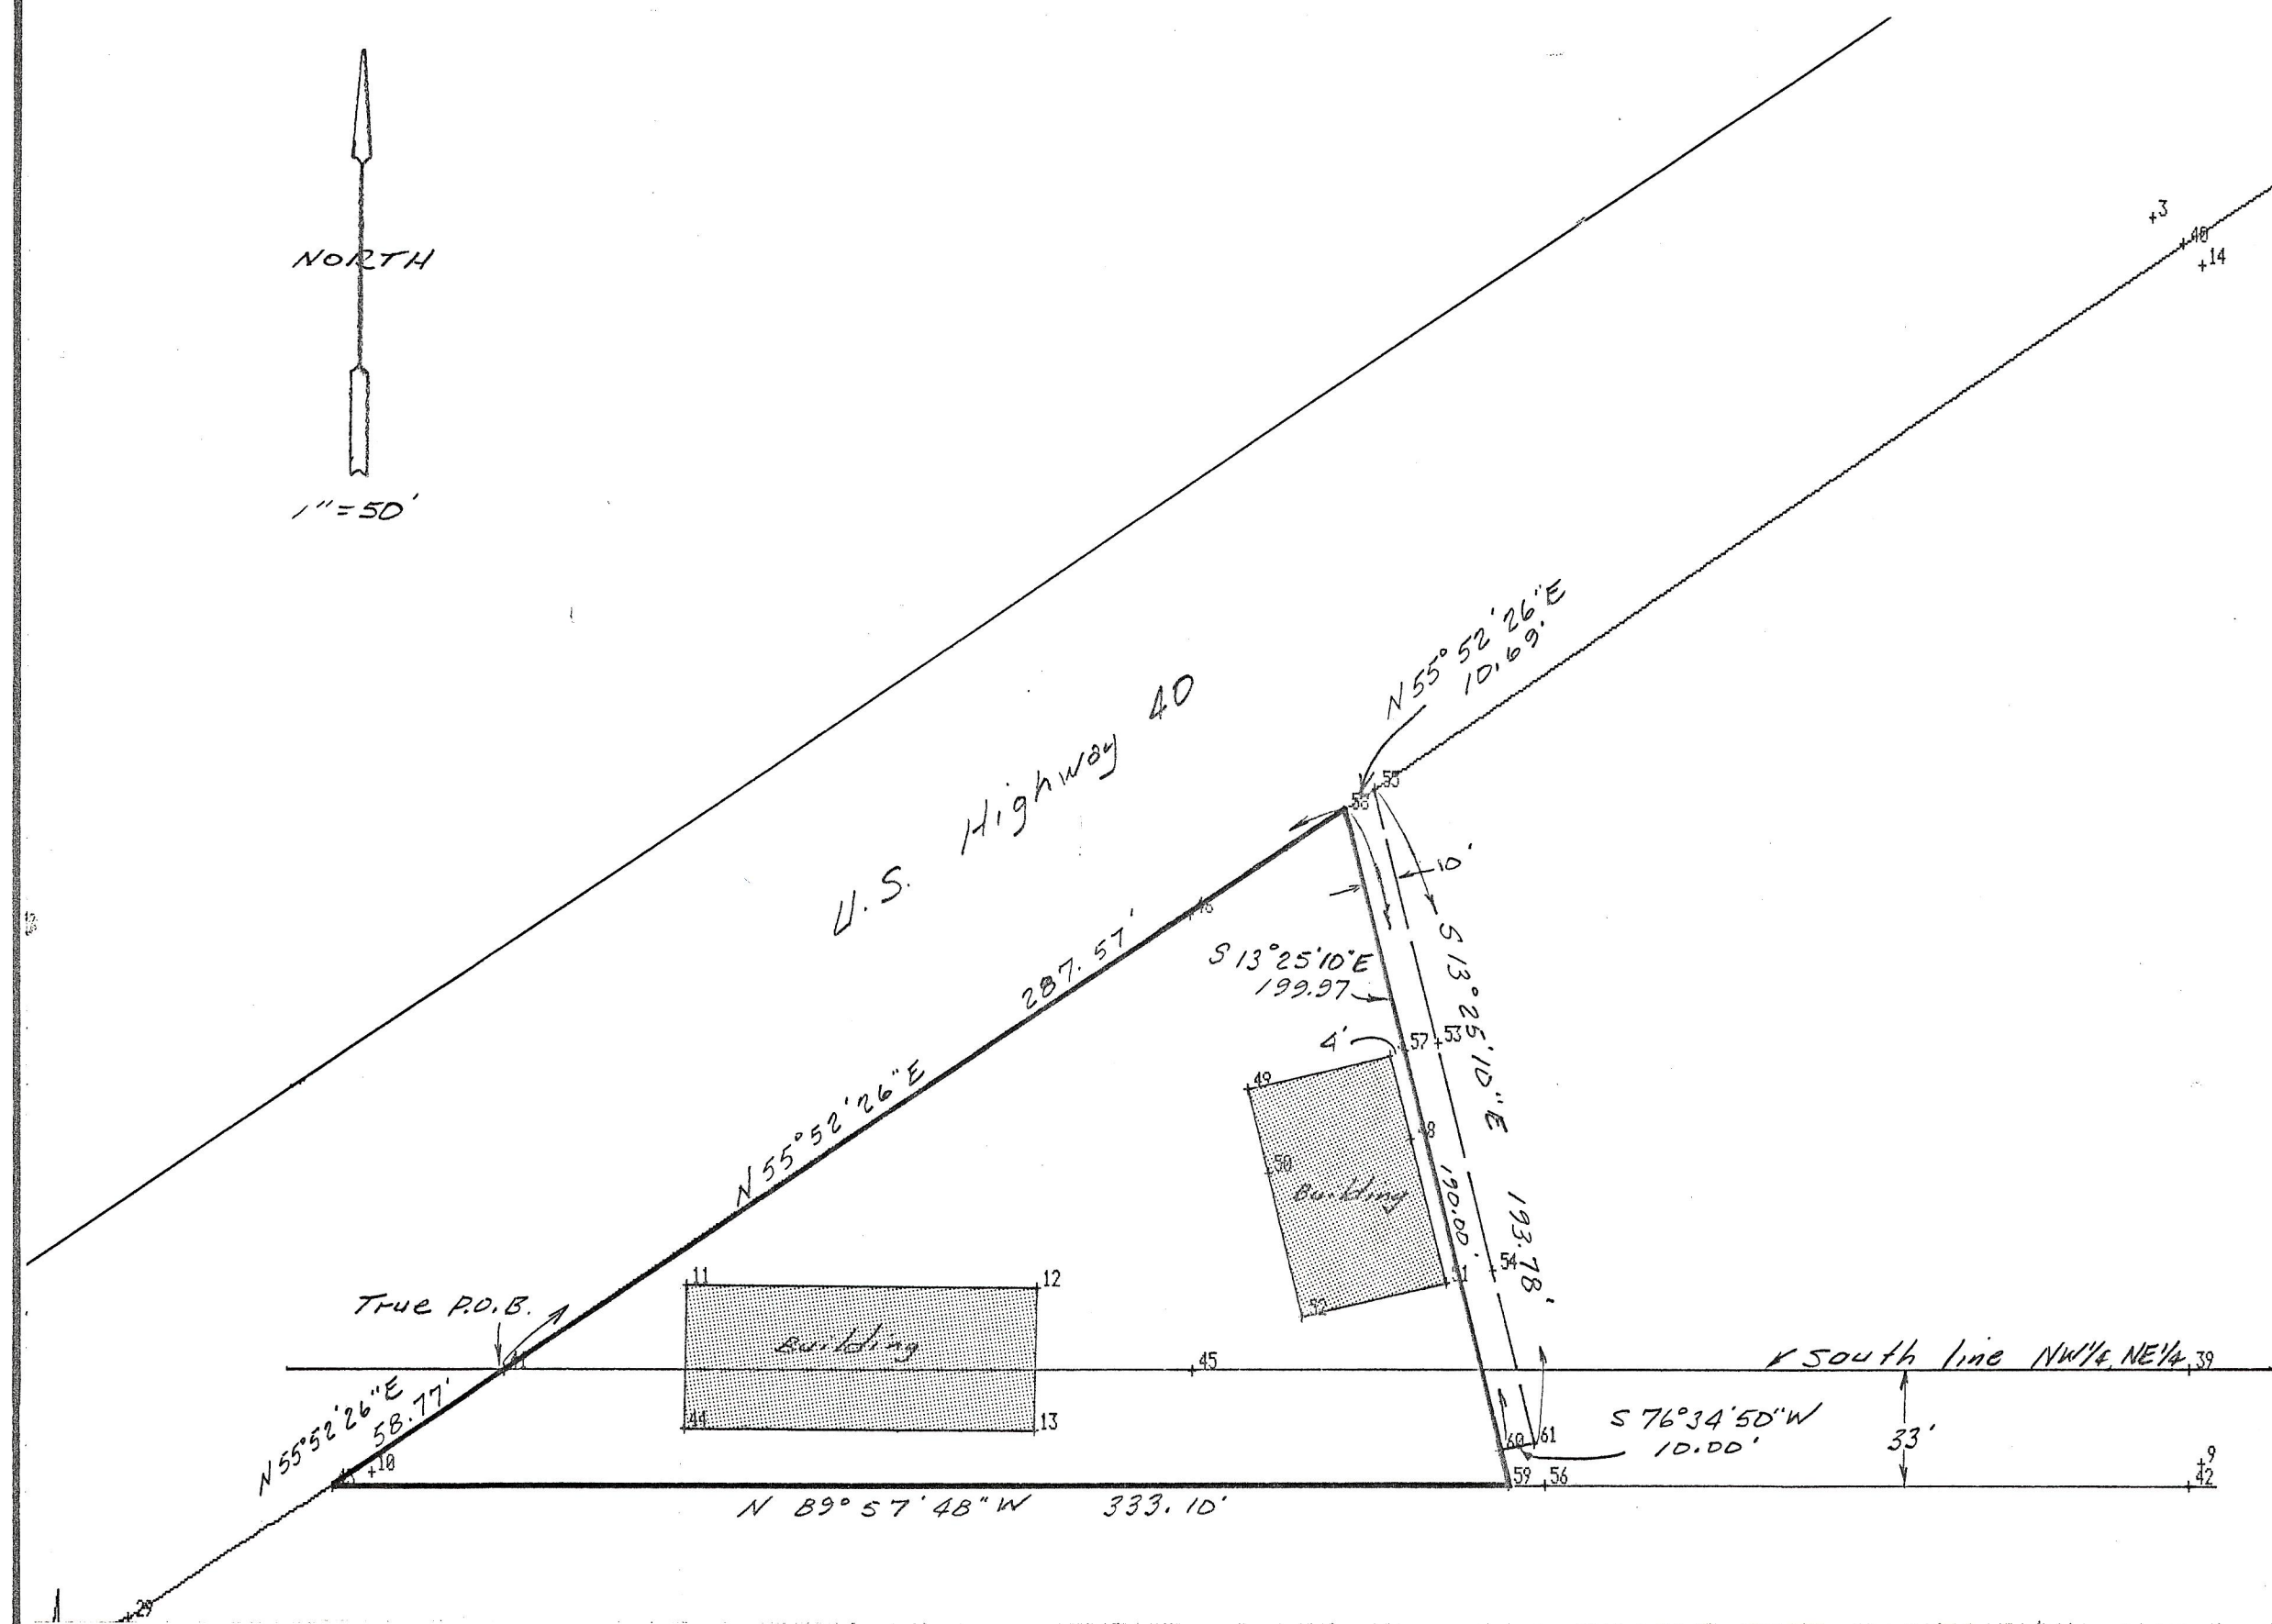 NORTH
1"=50'
+3
40
+14
N 55° 52' 26" E
10.69'
U.S. Highway 40
55
58
10'
287.57'
S 13° 25' 10" E
199.97
S 13° 25' 10" E
193.78'
4'
57
53
49
N 55° 52' 26" E
50
Building
190.00'
54
51
52
11
12
True P.O.B.
Building
45
South line NW¼, NE¼
39
N 55° 52' 26" E
58.77'
44
13
S 76° 34' 50" W
10.00'
60
61
33'
10
59
56
9
42
N 89° 57' 48" W 333.10'
29